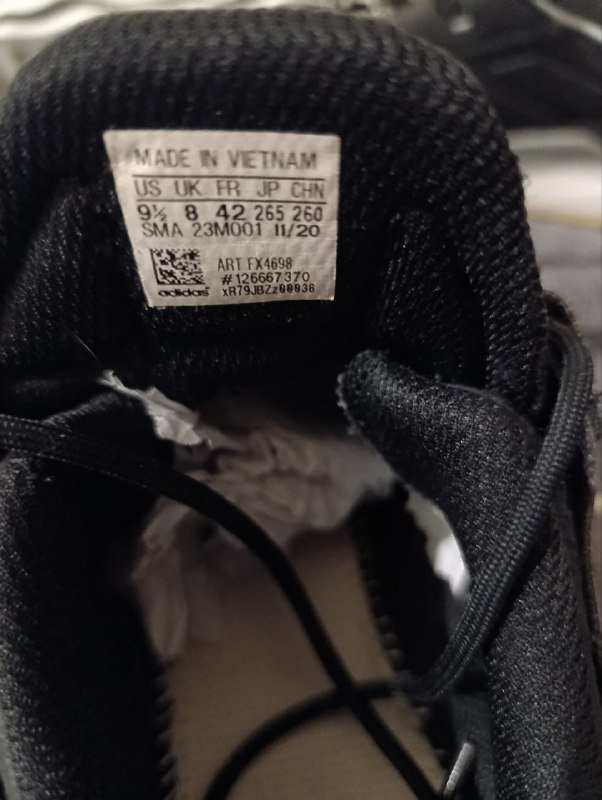 MADE IN VIETNAM
US UK FR JP CHN
9½ 8 42 265 260
SMA 23M001 11/20
ART FX4698
#126667370
adidas xR79JBZz00038